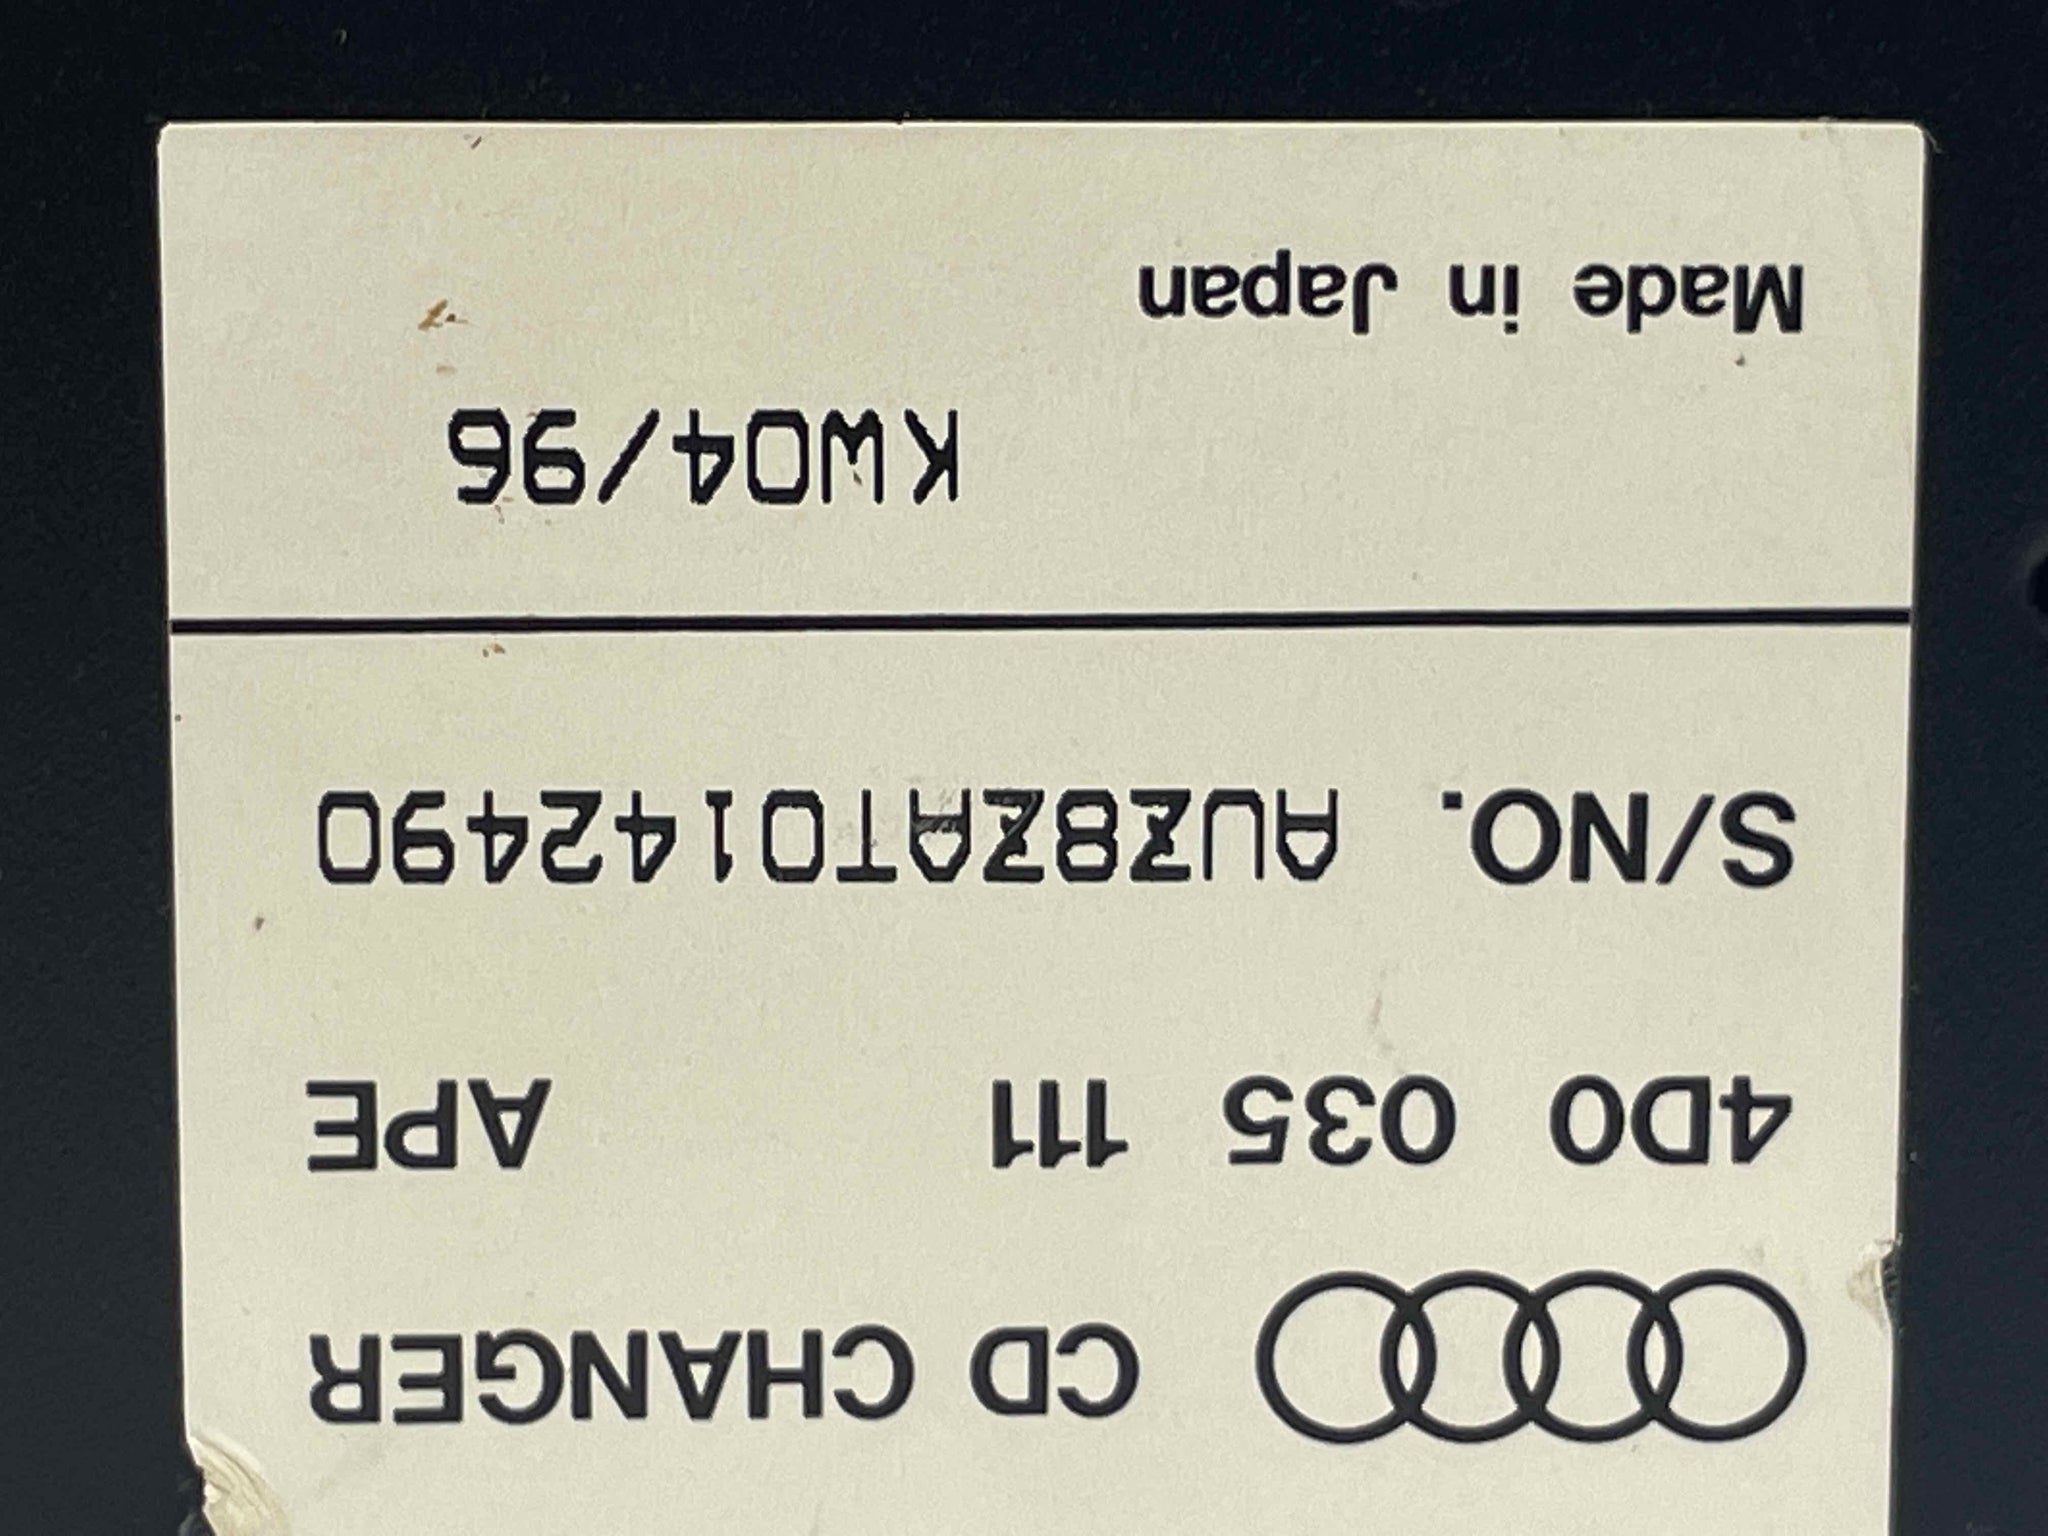 CD CHANGER
4D0 035 111 APE
S/NO. AUZ8ZAT0142490
KW04/96
Made in Japan